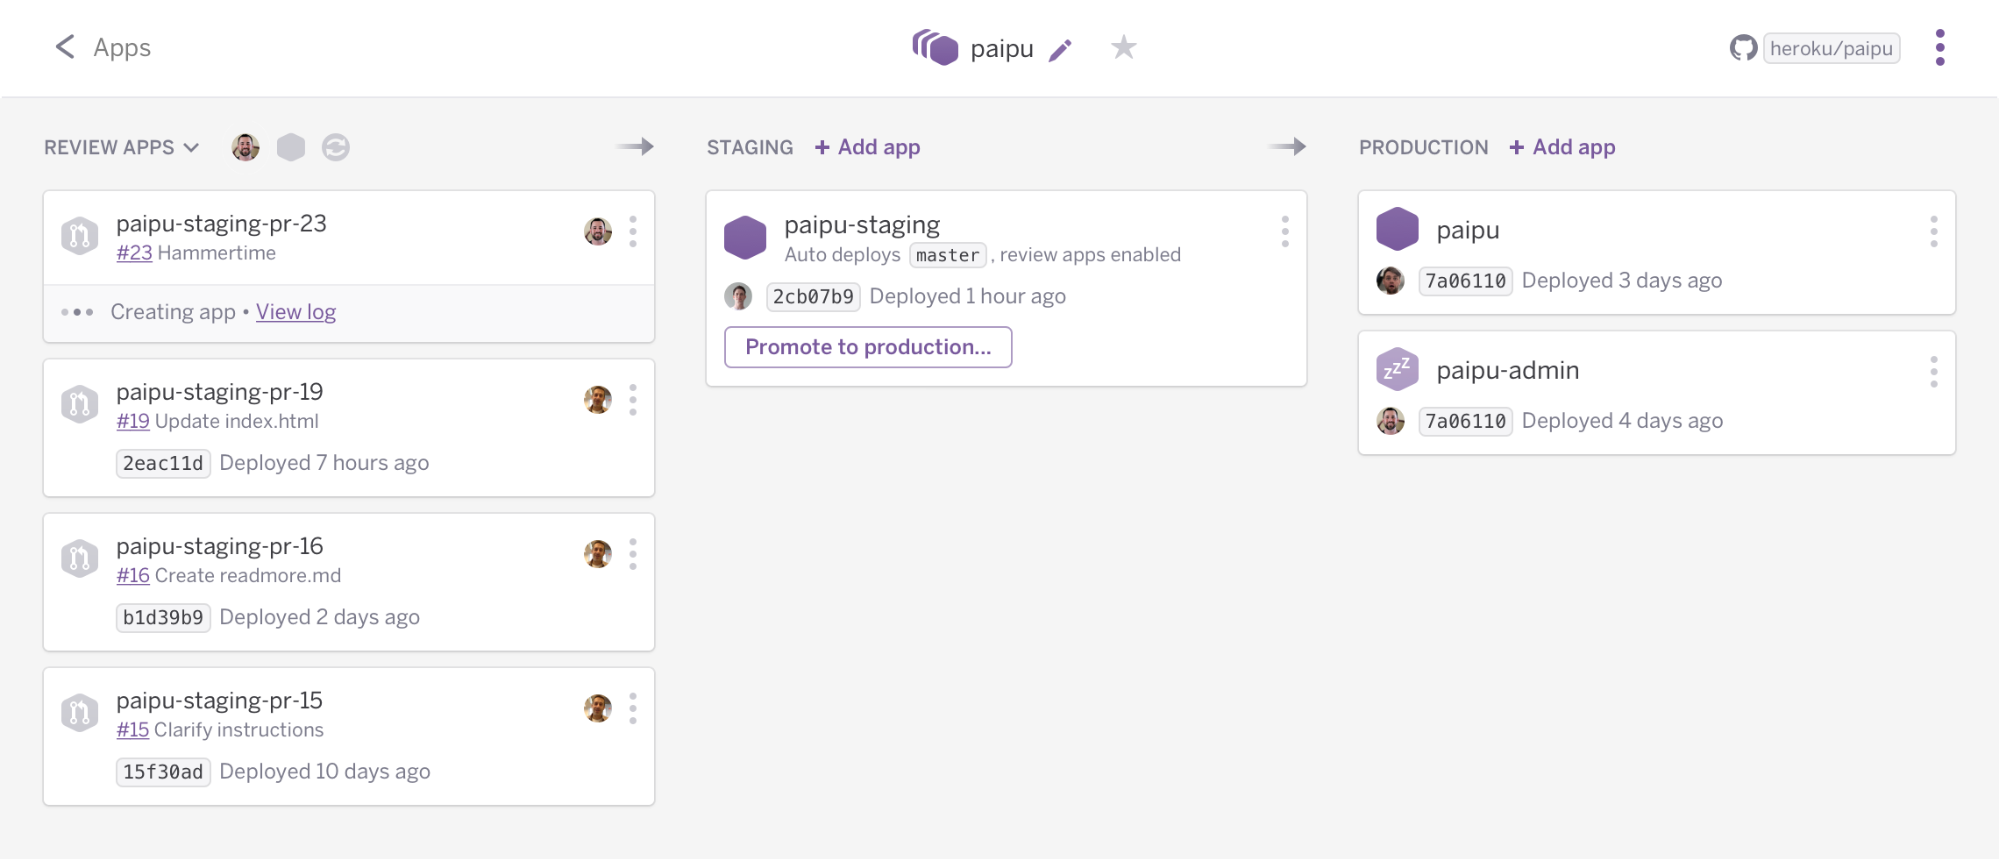 Apps
paipu
heroku/paipu
REVIEW APPS
paipu-staging-pr-23
#23 Hammertime
Creating app • View log
paipu-staging-pr-19
#19 Update index.html
2eac11d Deployed 7 hours ago
paipu-staging-pr-16
#16 Create readmore.md
b1d39b9 Deployed 2 days ago
paipu-staging-pr-15
#15 Clarify instructions
15f30ad Deployed 10 days ago
STAGING + Add app
paipu-staging
Auto deploys master , review apps enabled
2cb07b9 Deployed 1 hour ago
Promote to production...
PRODUCTION + Add app
paipu
7a06110 Deployed 3 days ago
zzZ
paipu-admin
7a06110 Deployed 4 days ago